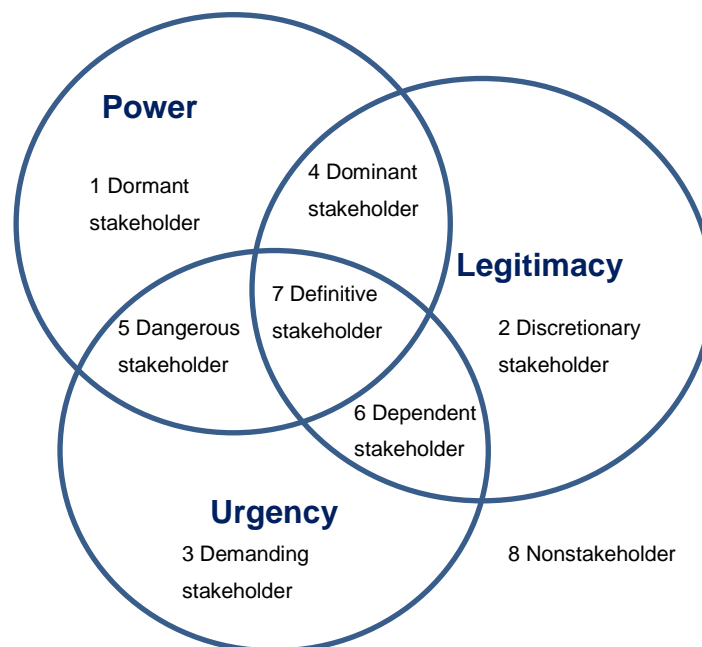 Power
1 Dormant
stakeholder
4 Dominant
stakeholder
Legitimacy
7 Definitive
stakeholder
5 Dangerous
stakeholder
2 Discretionary
stakeholder
6 Dependent
stakeholder
Urgency
3 Demanding
stakeholder
8 Nonstakeholder